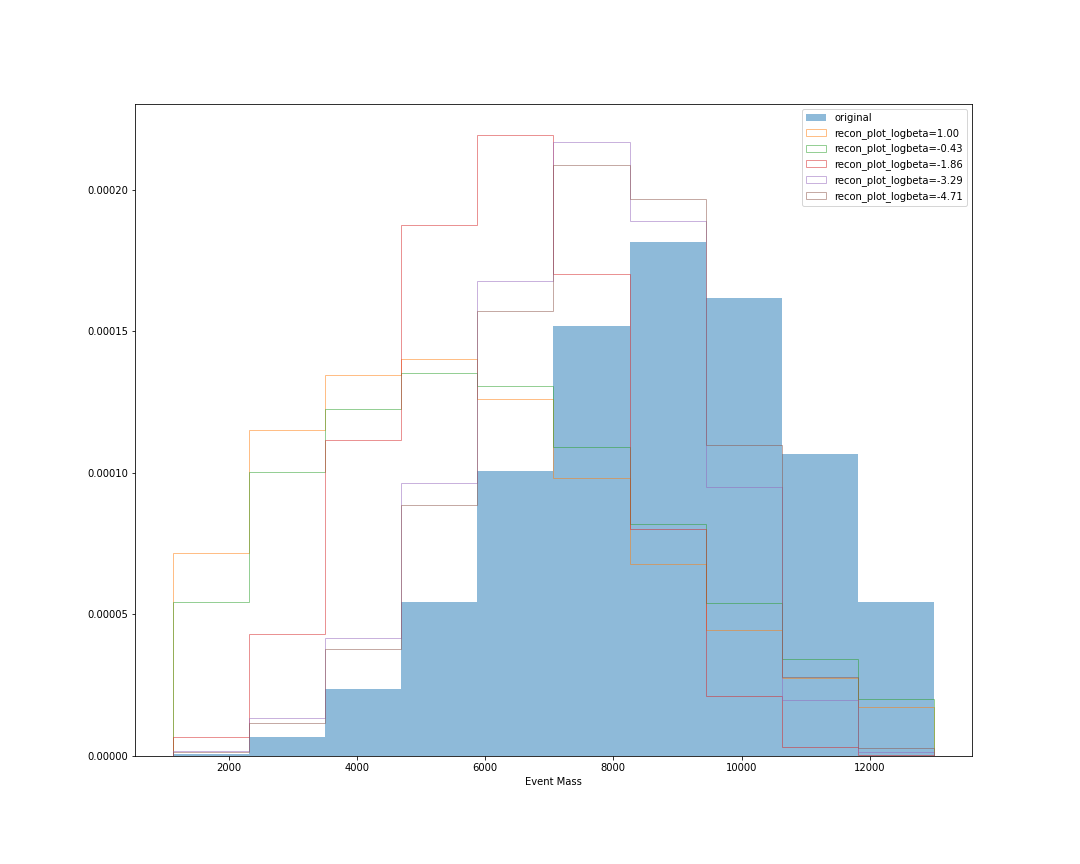 original
recon_plot_logbeta=1.00
recon_plot_logbeta=-0.43
recon_plot_logbeta=-1.86
recon_plot_logbeta=-3.29
recon_plot_logbeta=-4.71
0.00020
0.00015
0.00010
0.00005
0.00000
2000 4000 6000 8000 10000 12000
Event Mass